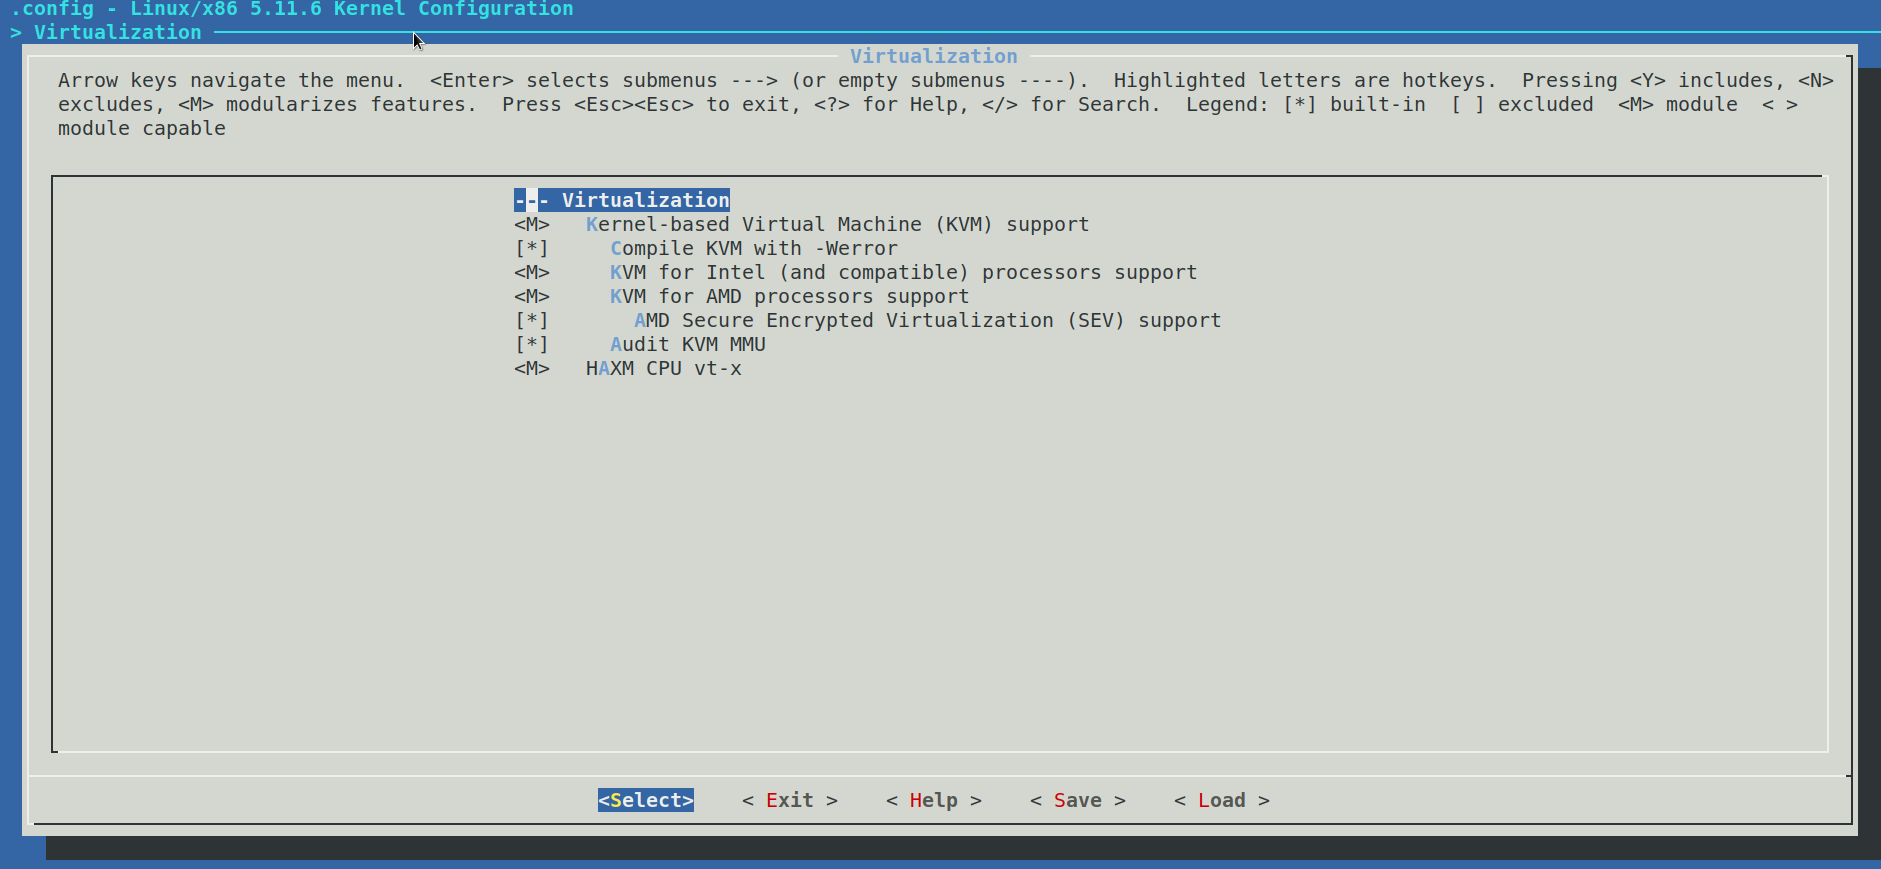 .config - Linux/x86 5.11.6 Kernel Configuration
> Virtualization
Virtualization
Arrow keys navigate the menu.  <Enter> selects submenus ---> (or empty submenus ----).  Highlighted letters are hotkeys.  Pressing <Y> includes, <N>
excludes, <M> modularizes features.  Press <Esc><Esc> to exit, <?> for Help, </> for Search.  Legend: [*] built-in  [ ] excluded  <M> module  < >
module capable
--- Virtualization
<M>   Kernel-based Virtual Machine (KVM) support
[*]     Compile KVM with -Werror
<M>     KVM for Intel (and compatible) processors support
<M>     KVM for AMD processors support
[*]       AMD Secure Encrypted Virtualization (SEV) support
[*]     Audit KVM MMU
<M>   HAXM CPU vt-x
<Select>    < Exit >    < Help >    < Save >    < Load >